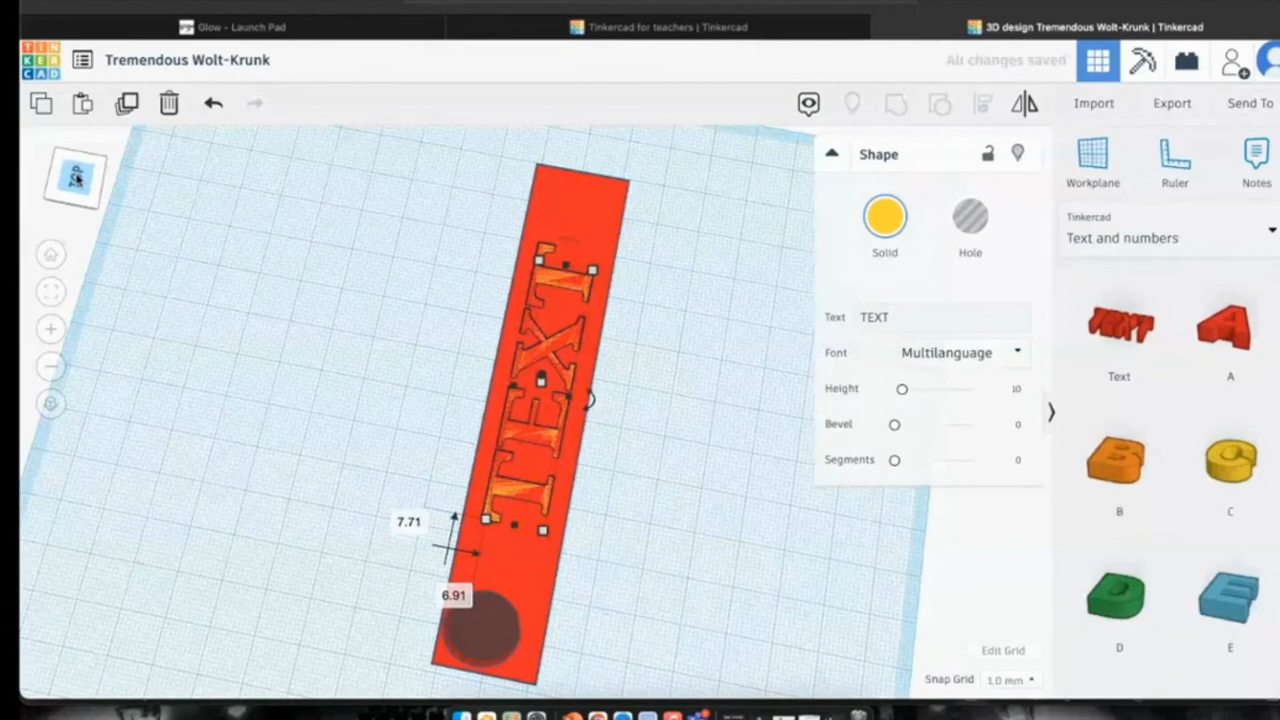 Glow - Launch Pad
Tinkercad for teachers | Tinkercad
3D design Tremendous Wolt-Krunk | Tinkercad
TIN
KER
CAD
Tremendous Wolt-Krunk
All changes saved
Import
Export
Send To
TOP
Shape
Solid
Hole
Workplane
Ruler
Notes
Tinkercad
Text and numbers
Text
TEXT
Font
Multilanguage
Height
10
Bevel
0
Segments
0
TEXT
7.71
6.91
TEXT
Text
A
A
B
B
C
C
D
D
E
E
Edit Grid
Snap Grid
1.0 mm